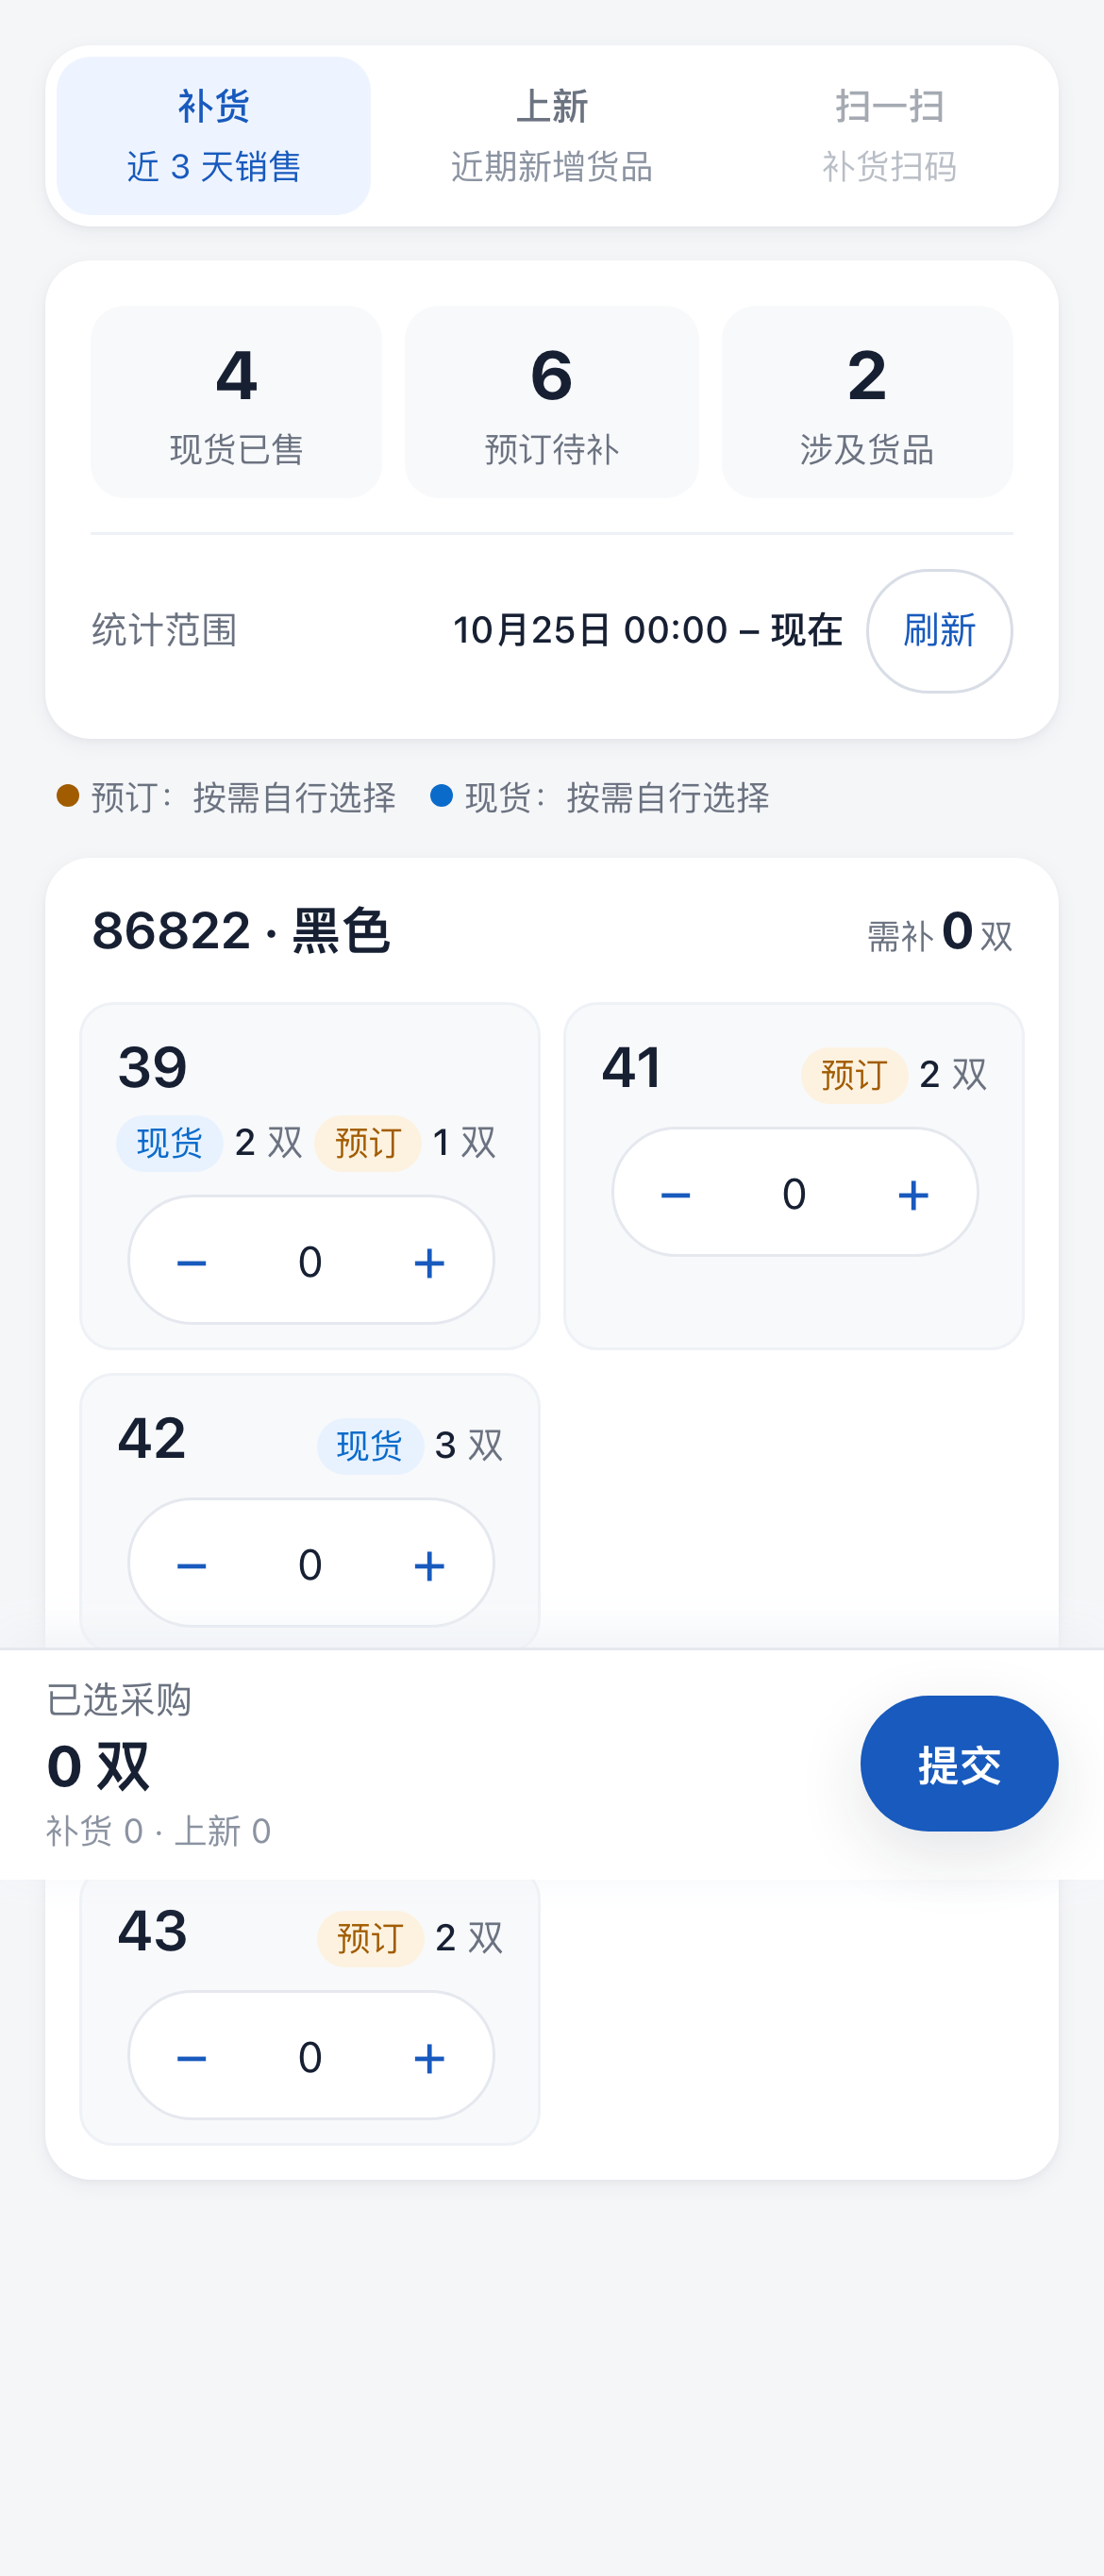 补货
近 3 天销售
上新
近期新增货品
扫一扫
补货扫码
4
现货已售
6
预订待补
2
涉及货品
统计范围
10月25日 00:00 – 现在
刷新
预订：按需自行选择
现货：按需自行选择
86822 · 黑色
需补 0 双
39
现货 2 双 预订 1 双
− 0 +
41
预订 2 双
− 0 +
42
现货 3 双
− 0 +
已选采购
0 双
补货 0 · 上新 0
提交
43
预订 2 双
− 0 +